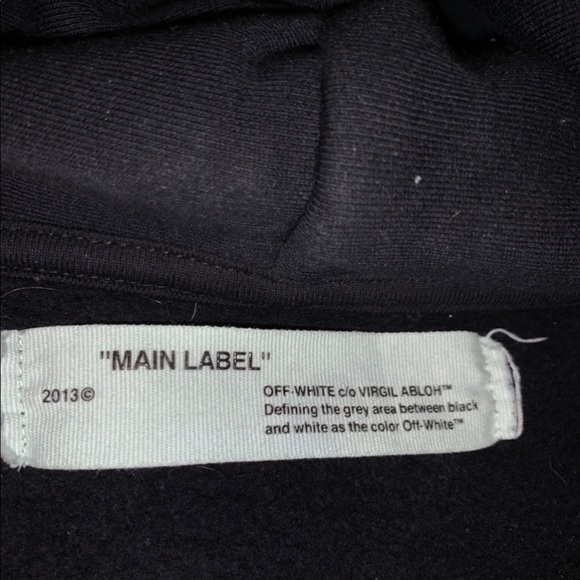 "MAIN LABEL"
2013©
OFF-WHITE c/o VIRGIL ABLOH™
Defining the grey area between black
and white as the color Off-White™